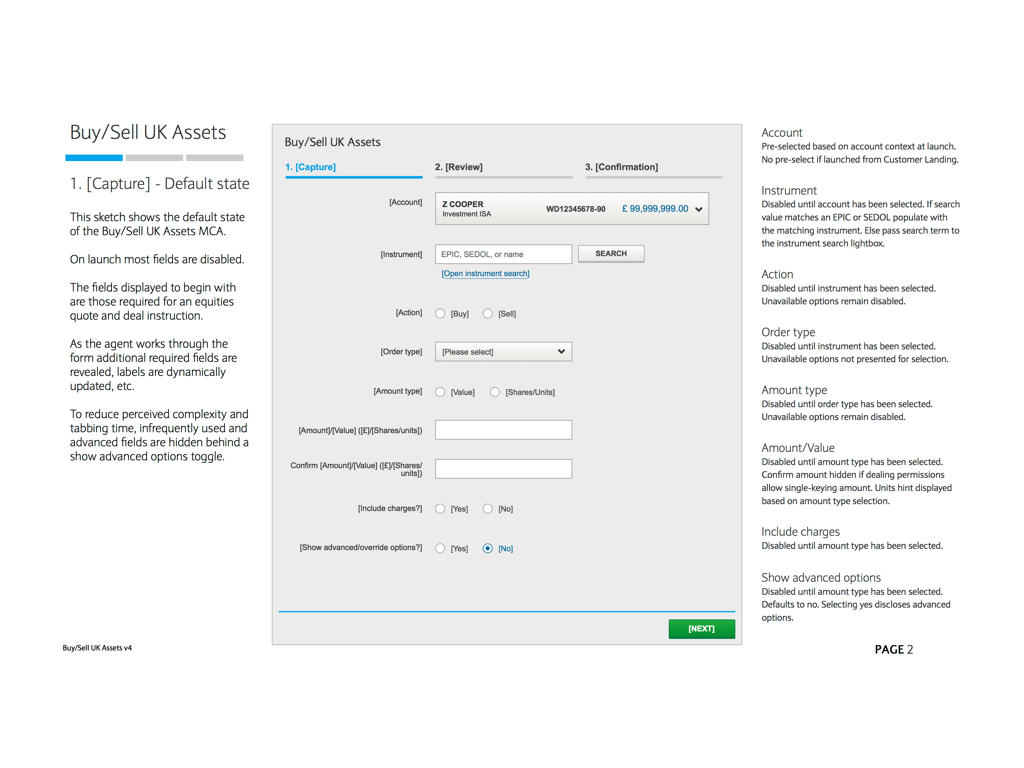 Buy/Sell UK Assets
1. [Capture] - Default state
This sketch shows the default state
of the Buy/Sell UK Assets MCA.
On launch most fields are disabled.
The fields displayed to begin with
are those required for an equities
quote and deal instruction.
As the agent works through the
form additional required fields are
revealed, labels are dynamically
updated, etc.
To reduce perceived complexity and
tabbing time, infrequently used and
advanced fields are hidden behind a
show advanced options toggle.
Buy/Sell UK Assets
1. [Capture] 2. [Review] 3. [Confirmation]
[Account] Z COOPER WD12345678-90 £ 99,999,999.00
Investment ISA
[Instrument] EPIC, SEDOL, or name SEARCH
[Open instrument search]
[Action] [Buy] [Sell]
[Order type] [Please select]
[Amount type] [Value] [Shares/Units]
[Amount]/[Value] ([£]/[Shares/units])
Confirm [Amount]/[Value] ([£]/[Shares/
units])
[Include charges?] [Yes] [No]
[Show advanced/override options?] [Yes] [No]
[NEXT]
Account
Pre-selected based on account context at launch.
No pre-select if launched from Customer Landing.
Instrument
Disabled until account has been selected. If search
value matches an EPIC or SEDOL populate with
the matching instrument. Else pass search term to
the instrument search lightbox.
Action
Disabled until instrument has been selected.
Unavailable options remain disabled.
Order type
Disabled until instrument has been selected.
Unavailable options not presented for selection.
Amount type
Disabled until order type has been selected.
Unavailable options remain disabled.
Amount/Value
Disabled until amount type has been selected.
Confirm amount hidden if dealing permissions
allow single-keying amount. Units hint displayed
based on amount type selection.
Include charges
Disabled until amount type has been selected.
Show advanced options
Disabled until amount type has been selected.
Defaults to no. Selecting yes discloses advanced
options.
Buy/Sell UK Assets v4
PAGE 2